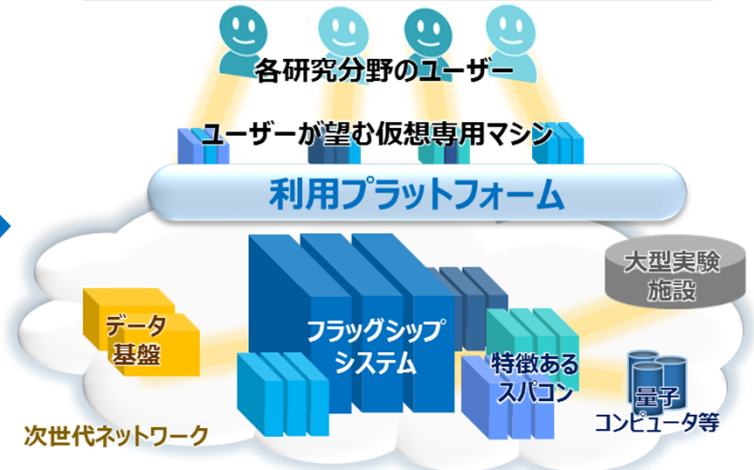 各研究分野のユーザー
ユーザーが望む仮想専用マシン
利用プラットフォーム
大型実験
施設
データ
基盤
フラッグシップ
システム
特徴ある
スパコン
量子
コンピュータ等
次世代ネットワーク